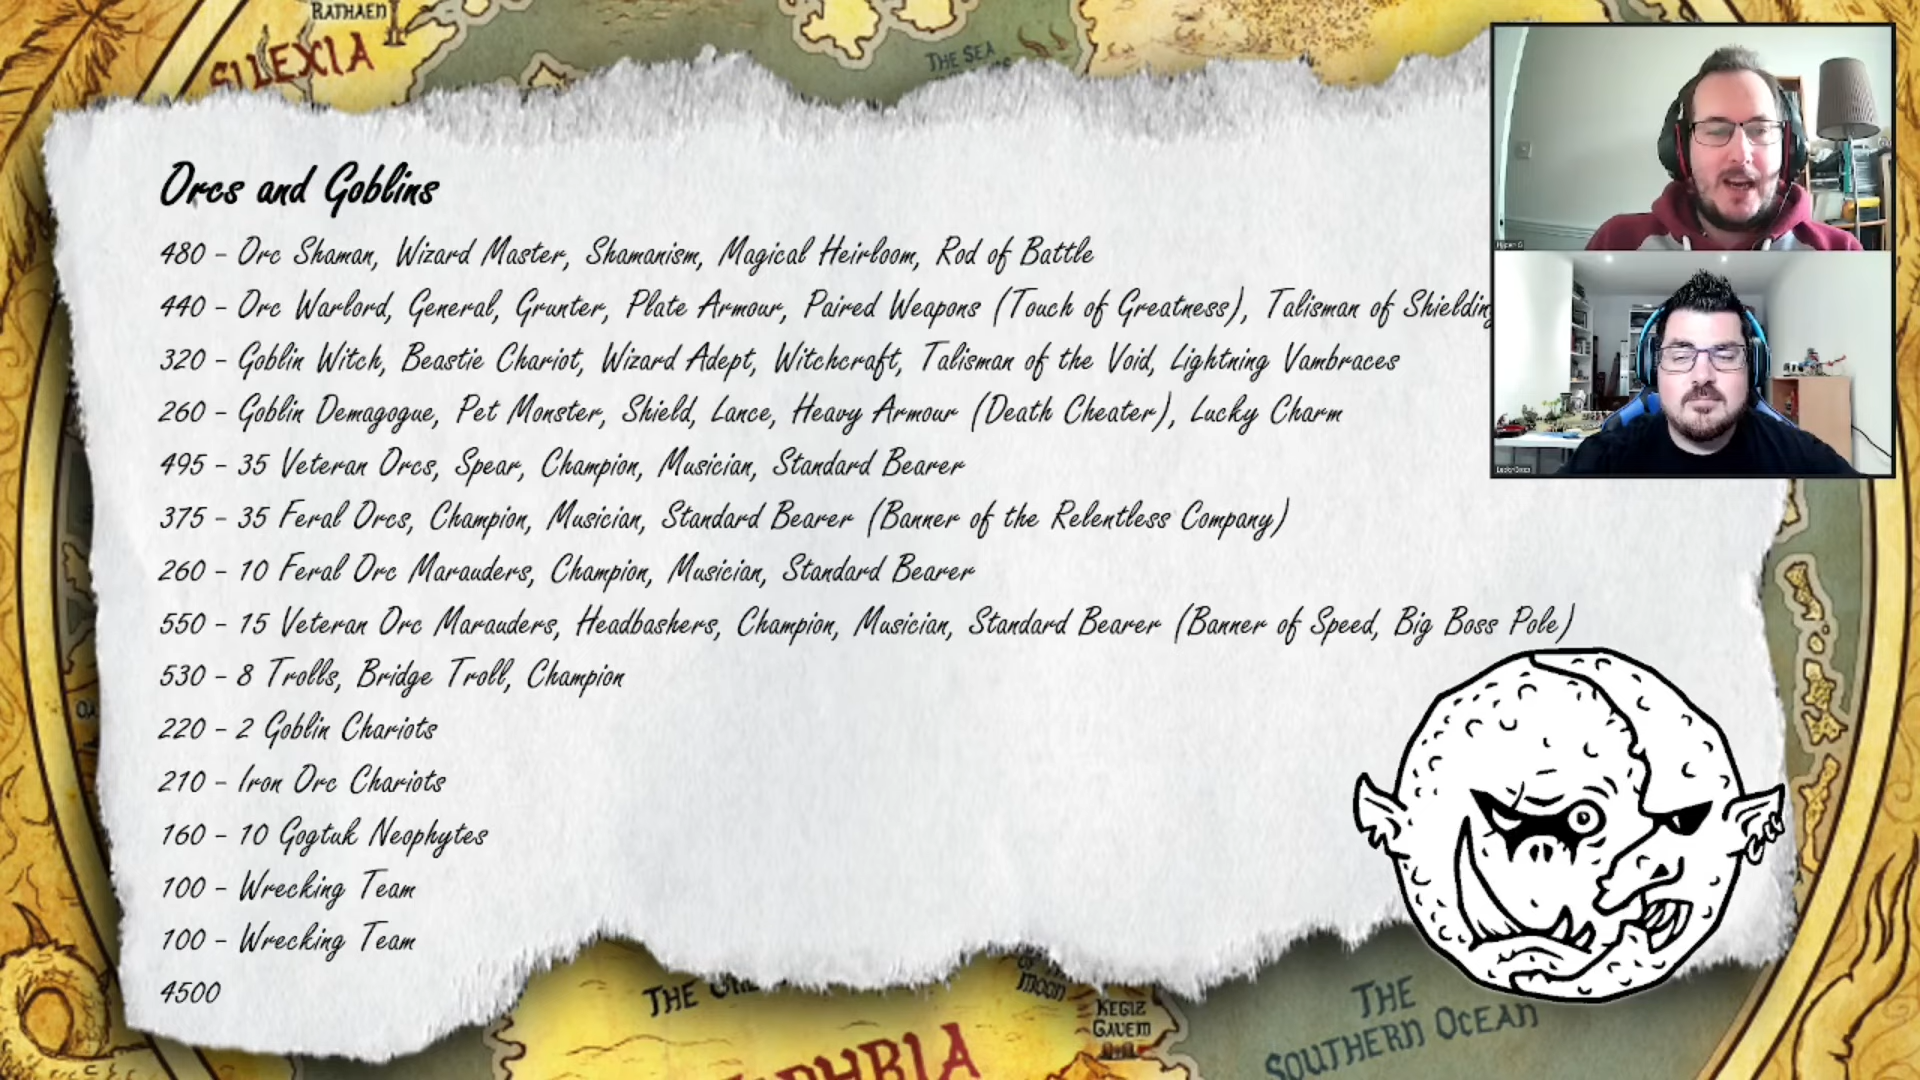 RATHAEN
SILEXIA
THE SEA
Orcs and Goblins
480 - Orc Shaman, Wizard Master, Shamanism, Magical Heirloom, Rod of Battle
440 - Orc Warlord, General, Grunter, Plate Armour, Paired Weapons (Touch of Greatness), Talisman of Shielding
320 - Goblin Witch, Beastie Chariot, Wizard Adept, Witchcraft, Talisman of the Void, Lightning Vambraces
260 - Goblin Demagogue, Pet Monster, Shield, Lance, Heavy Armour (Death Cheater), Lucky Charm
495 - 35 Veteran Orcs, Spear, Champion, Musician, Standard Bearer
375 - 35 Feral Orcs, Champion, Musician, Standard Bearer (Banner of the Relentless Company)
260 - 10 Feral Orc Marauders, Champion, Musician, Standard Bearer
550 - 15 Veteran Orc Marauders, Headbashers, Champion, Musician, Standard Bearer (Banner of Speed, Big Boss Pole)
530 - 8 Trolls, Bridge Troll, Champion
220 - 2 Goblin Chariots
210 - Iron Orc Chariots
160 - 10 Gogtuk Neophytes
100 - Wrecking Team
100 - Wrecking Team
4500
THE
Moon
KEGIZ
GAVEM
THE
SOUTHERN OCEAN